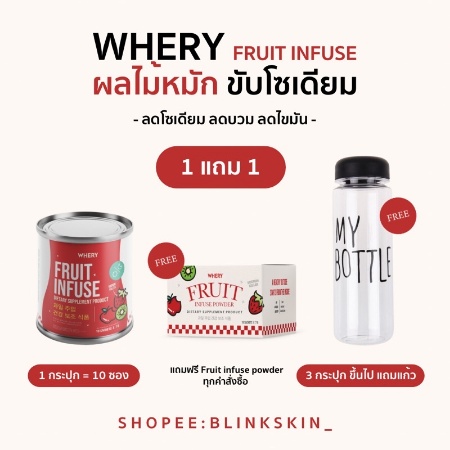 WHERY FRUIT INFUSE
ผลไม้หมัก ขับโซเดียม
- ลดโซเดียม ลดบวม ลดไขมัน -
1 แถม 1
WHERY
FRUIT
INFUSE
DIETARY SUPPLEMENT PRODUCT
FREE
WHERY
FRUIT
INFUSE POWDER
DIETARY SUPPLEMENT PRODUCT
FREE
MY
BOTTLE
1 กระปุก = 10 ซอง
แถมฟรี Fruit infuse powder
ทุกคำสั่งซื้อ
3 กระปุก ขึ้นไป แถมแก้ว
SHOPEE:BLINKSKIN_